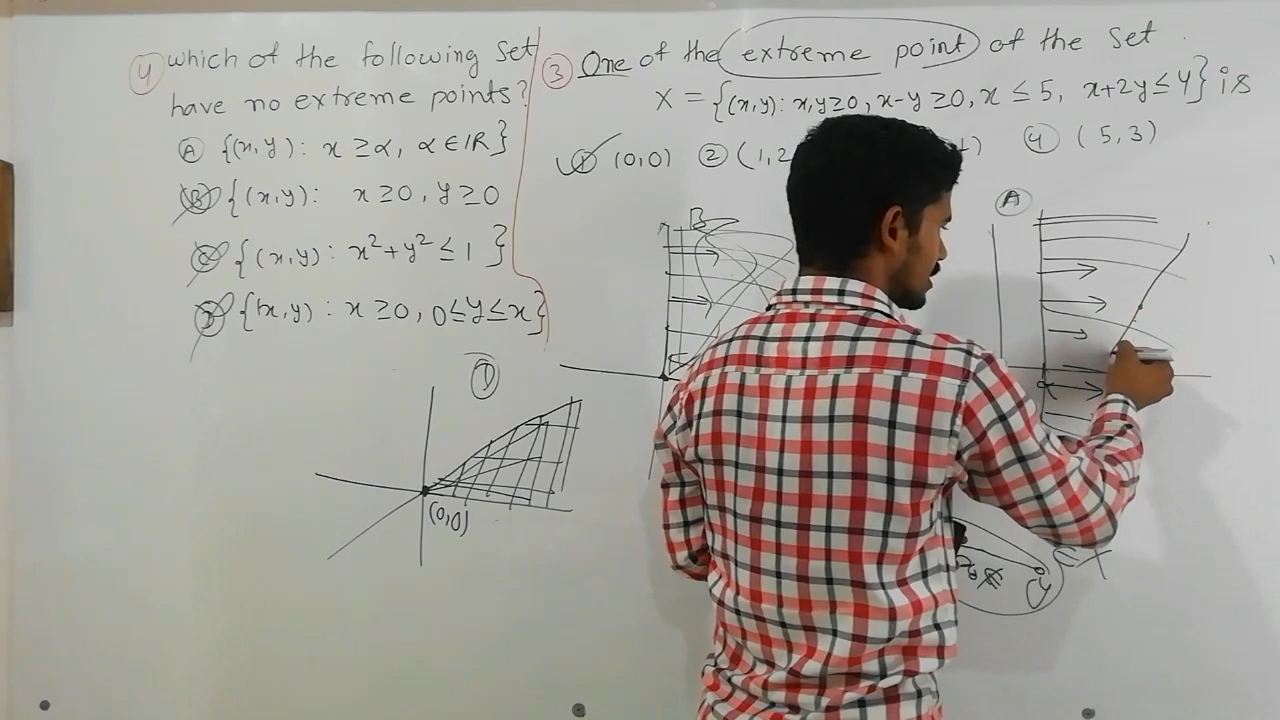 ④ which of the following set
have no extreme points?
Ⓐ {(x,y): x ≥ α, α ∈ IR}
Ⓑ {(x,y): x ≥ 0, y ≥ 0
Ⓒ {(x,y): x² + y² ≤ 1}
Ⓓ {(x,y): x ≥ 0, 0 ≤ y ≤ x}
①
(0,0)
③ One of the extreme point of the set
X = {(x,y): x,y ≥ 0, x-y ≥ 0, x ≤ 5, x+2y ≤ 4} is
① (0,0) ② (1,2 ④ (5,3)
B
Ⓐ
α
∈ X
y